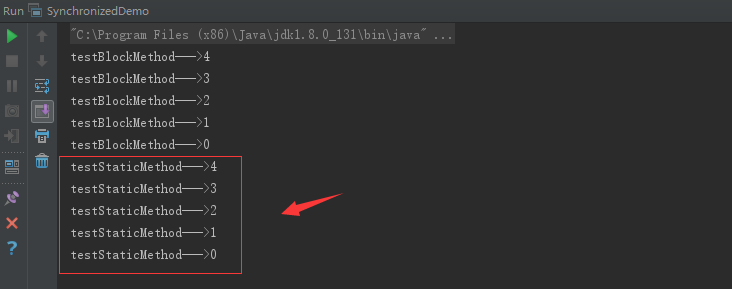 Run SynchronizedDemo
"C:\Program Files (x86)\Java\jdk1.8.0_131\bin\java" ...
testBlockMethod--->4
testBlockMethod--->3
testBlockMethod--->2
testBlockMethod--->1
testBlockMethod--->0
testStaticMethod--->4
testStaticMethod--->3
testStaticMethod--->2
testStaticMethod--->1
testStaticMethod--->0